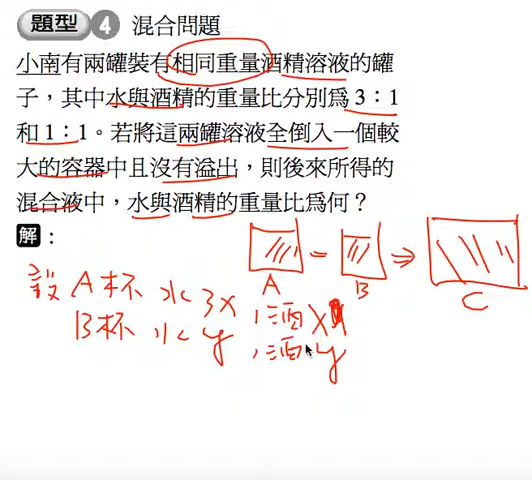 題型 4 混合問題
小南有兩罐裝有相同重量酒精溶液的罐
子，其中水與酒精的重量比分別為 3：1
和 1：1。若將這兩罐溶液全倒入一個較
大的容器中且沒有溢出，則後來所得的
混合液中，水與酒精的重量比為何？
解：
A = B ⇒ C
設 A杯 水 3x 酒 x
B杯 水 y 酒 y